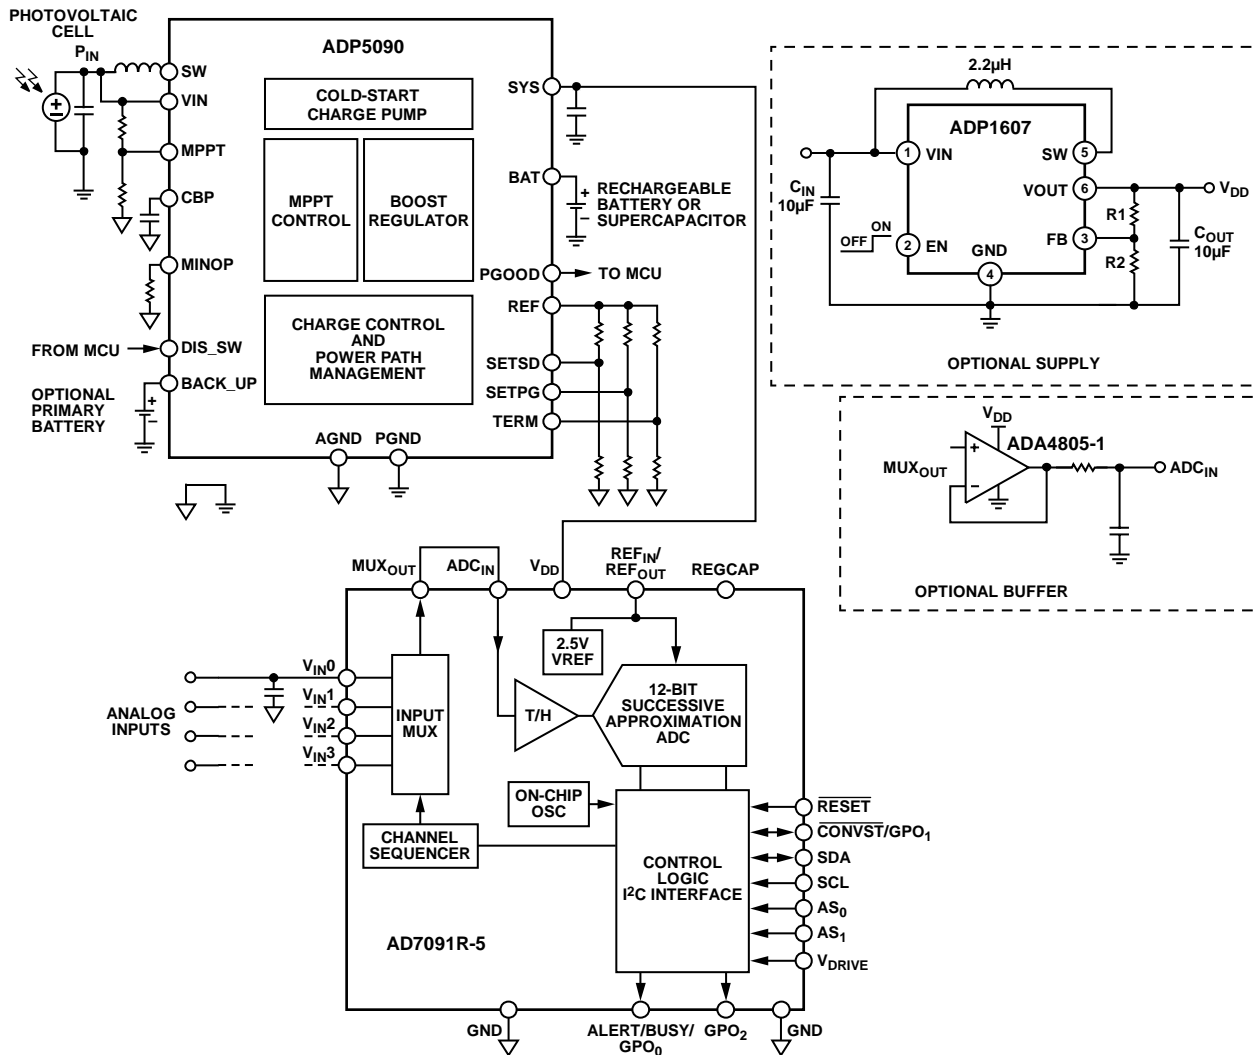 PHOTOVOLTAIC
CELL
PIN
ADP5090
SW
VIN
MPPT
CBP
MINOP
FROM MCU
DIS_SW
BACK_UP
OPTIONAL
PRIMARY
BATTERY
COLD-START
CHARGE PUMP
MPPT
CONTROL
BOOST
REGULATOR
CHARGE CONTROL
AND
POWER PATH
MANAGEMENT
AGND
PGND
SYS
BAT
+
–
RECHARGEABLE
BATTERY OR
SUPERCAPACITOR
PGOOD
TO MCU
REF
SETSD
SETPG
TERM
2.2µH
ADP1607
1
VIN
SW
5
VOUT
6
VDD
CIN
10µF
OFF
ON
2
EN
GND
4
FB
3
R1
R2
COUT
10µF
OPTIONAL SUPPLY
VDD
ADA4805-1
MUXOUT
+
–
ADCIN
OPTIONAL BUFFER
MUXOUT
ADCIN
VDD
REFIN/
REFOUT
REGCAP
2.5V
VREF
ANALOG
INPUTS
VIN0
VIN1
VIN2
VIN3
INPUT
MUX
T/H
12-BIT
SUCCESSIVE
APPROXIMATION
ADC
ON-CHIP
OSC
CHANNEL
SEQUENCER
CONTROL
LOGIC
I²C INTERFACE
RESET
CONVST/GPO1
SDA
SCL
AS0
AS1
VDRIVE
AD7091R-5
GND
ALERT/BUSY/
GPO0
GPO2
GND